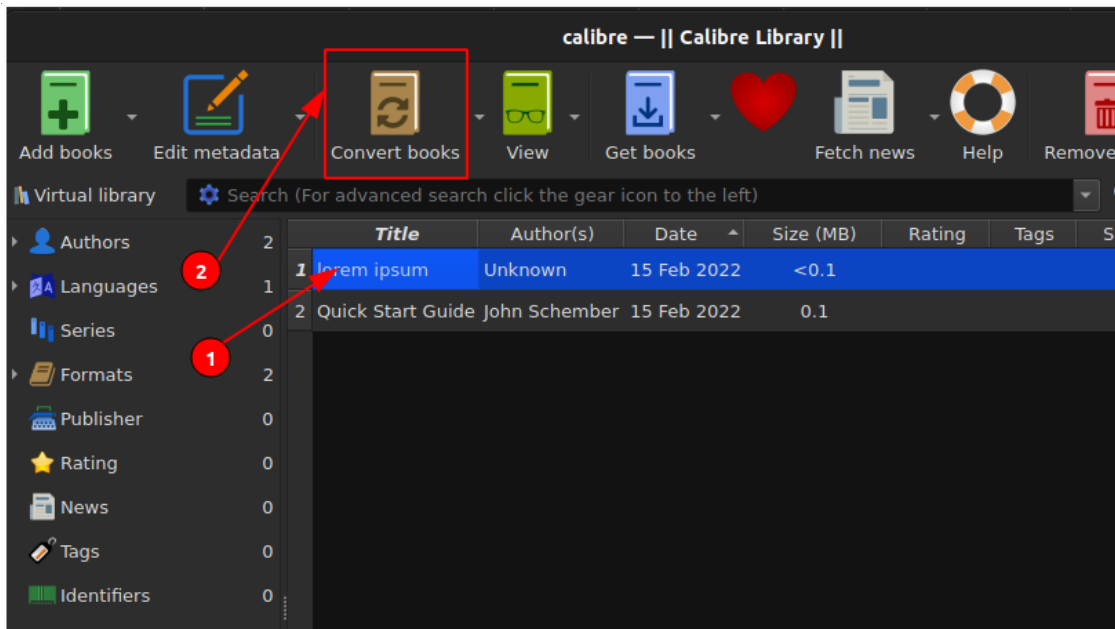 calibre — || Calibre Library ||
Add books Edit metadata Convert books View Get books Fetch news Help Remove
Virtual library Search (For advanced search click the gear icon to the left)
Authors 2
Languages 1
Series 0
Formats 2
Publisher 0
Rating 0
News 0
Tags 0
Identifiers 0
Title Author(s) Date Size (MB) Rating Tags S
1 lorem ipsum Unknown 15 Feb 2022 <0.1
2 Quick Start Guide John Schember 15 Feb 2022 0.1
2
1